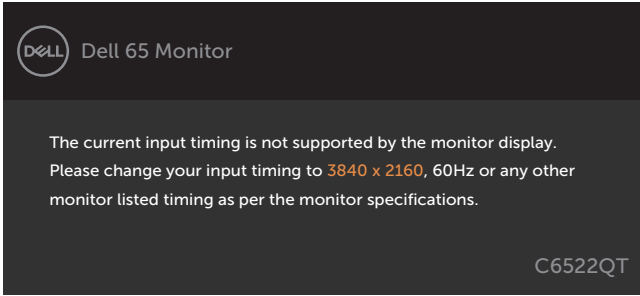 DELL
Dell 65 Monitor
The current input timing is not supported by the monitor display.
Please change your input timing to 3840 x 2160, 60Hz or any other
monitor listed timing as per the monitor specifications.
C6522QT